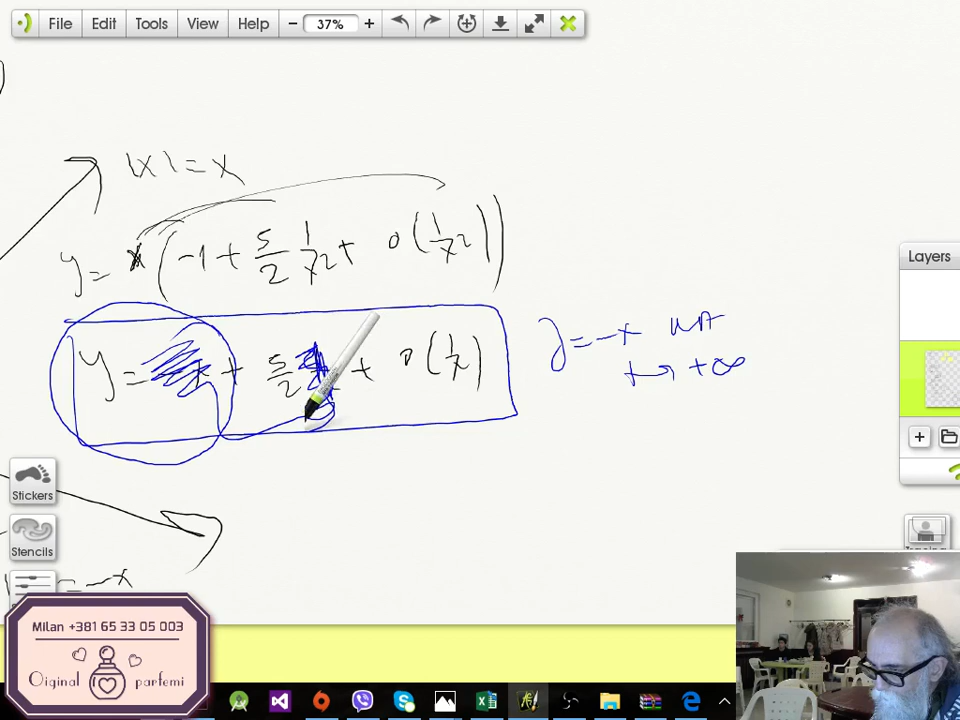 File Edit Tools View Help − 37% +
|x| = x
y = x(-1 + 5/2 1/x² + o(1/x²))
y = + 5/2 + o(1/x)
y = -x
+∞
Layers
+
Stickers
Stencils
= -x
Milan +381 65 33 05 003
Original parfemi